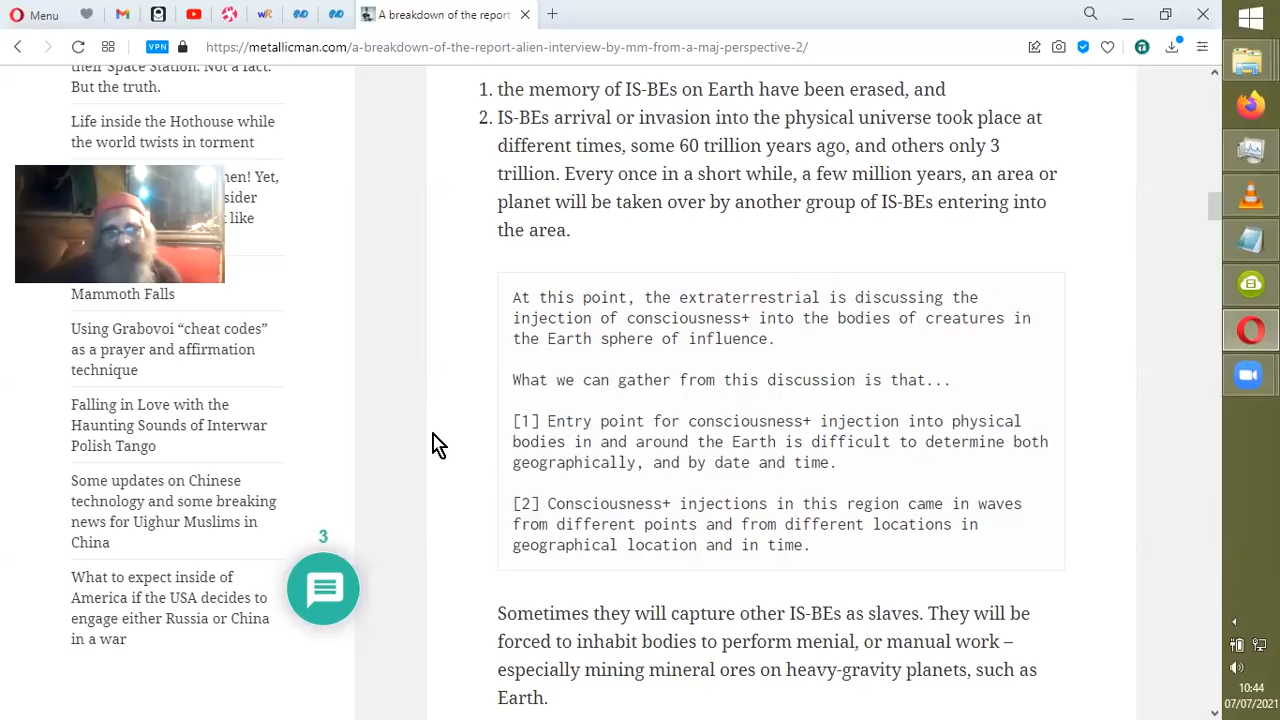 Menu
A breakdown of the report
VPN
https://metallicman.com/a-breakdown-of-the-report-alien-interview-by-mm-from-a-maj-perspective-2/
their Space Station. Not a fact.
But the truth.
Life inside the Hothouse while
the world twists in torment
nen! Yet,
sider
like
Mammoth Falls
Using Grabovoi “cheat codes”
as a prayer and affirmation
technique
Falling in Love with the
Haunting Sounds of Interwar
Polish Tango
Some updates on Chinese
technology and some breaking
news for Uighur Muslims in
China
What to expect inside of
America if the USA decides to
engage either Russia or China
in a war
3
1. the memory of IS-BEs on Earth have been erased, and
2. IS-BEs arrival or invasion into the physical universe took place at
different times, some 60 trillion years ago, and others only 3
trillion. Every once in a short while, a few million years, an area or
planet will be taken over by another group of IS-BEs entering into
the area.
At this point, the extraterrestrial is discussing the
injection of consciousness+ into the bodies of creatures in
the Earth sphere of influence.
What we can gather from this discussion is that...
[1] Entry point for consciousness+ injection into physical
bodies in and around the Earth is difficult to determine both
geographically, and by date and time.
[2] Consciousness+ injections in this region came in waves
from different points and from different locations in
geographical location and in time.
Sometimes they will capture other IS-BEs as slaves. They will be
forced to inhabit bodies to perform menial, or manual work –
especially mining mineral ores on heavy-gravity planets, such as
Earth.
10:44
07/07/2021